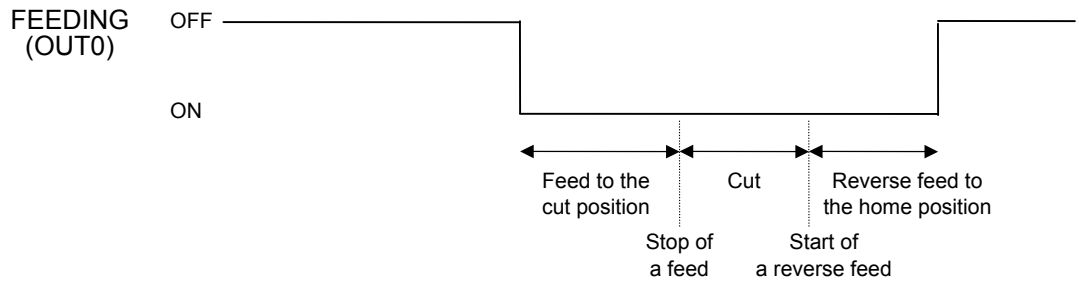 FEEDING
(OUT0)
OFF
ON
Feed to the
cut position
Cut
Reverse feed to
the home position
Stop of
a feed
Start of
a reverse feed